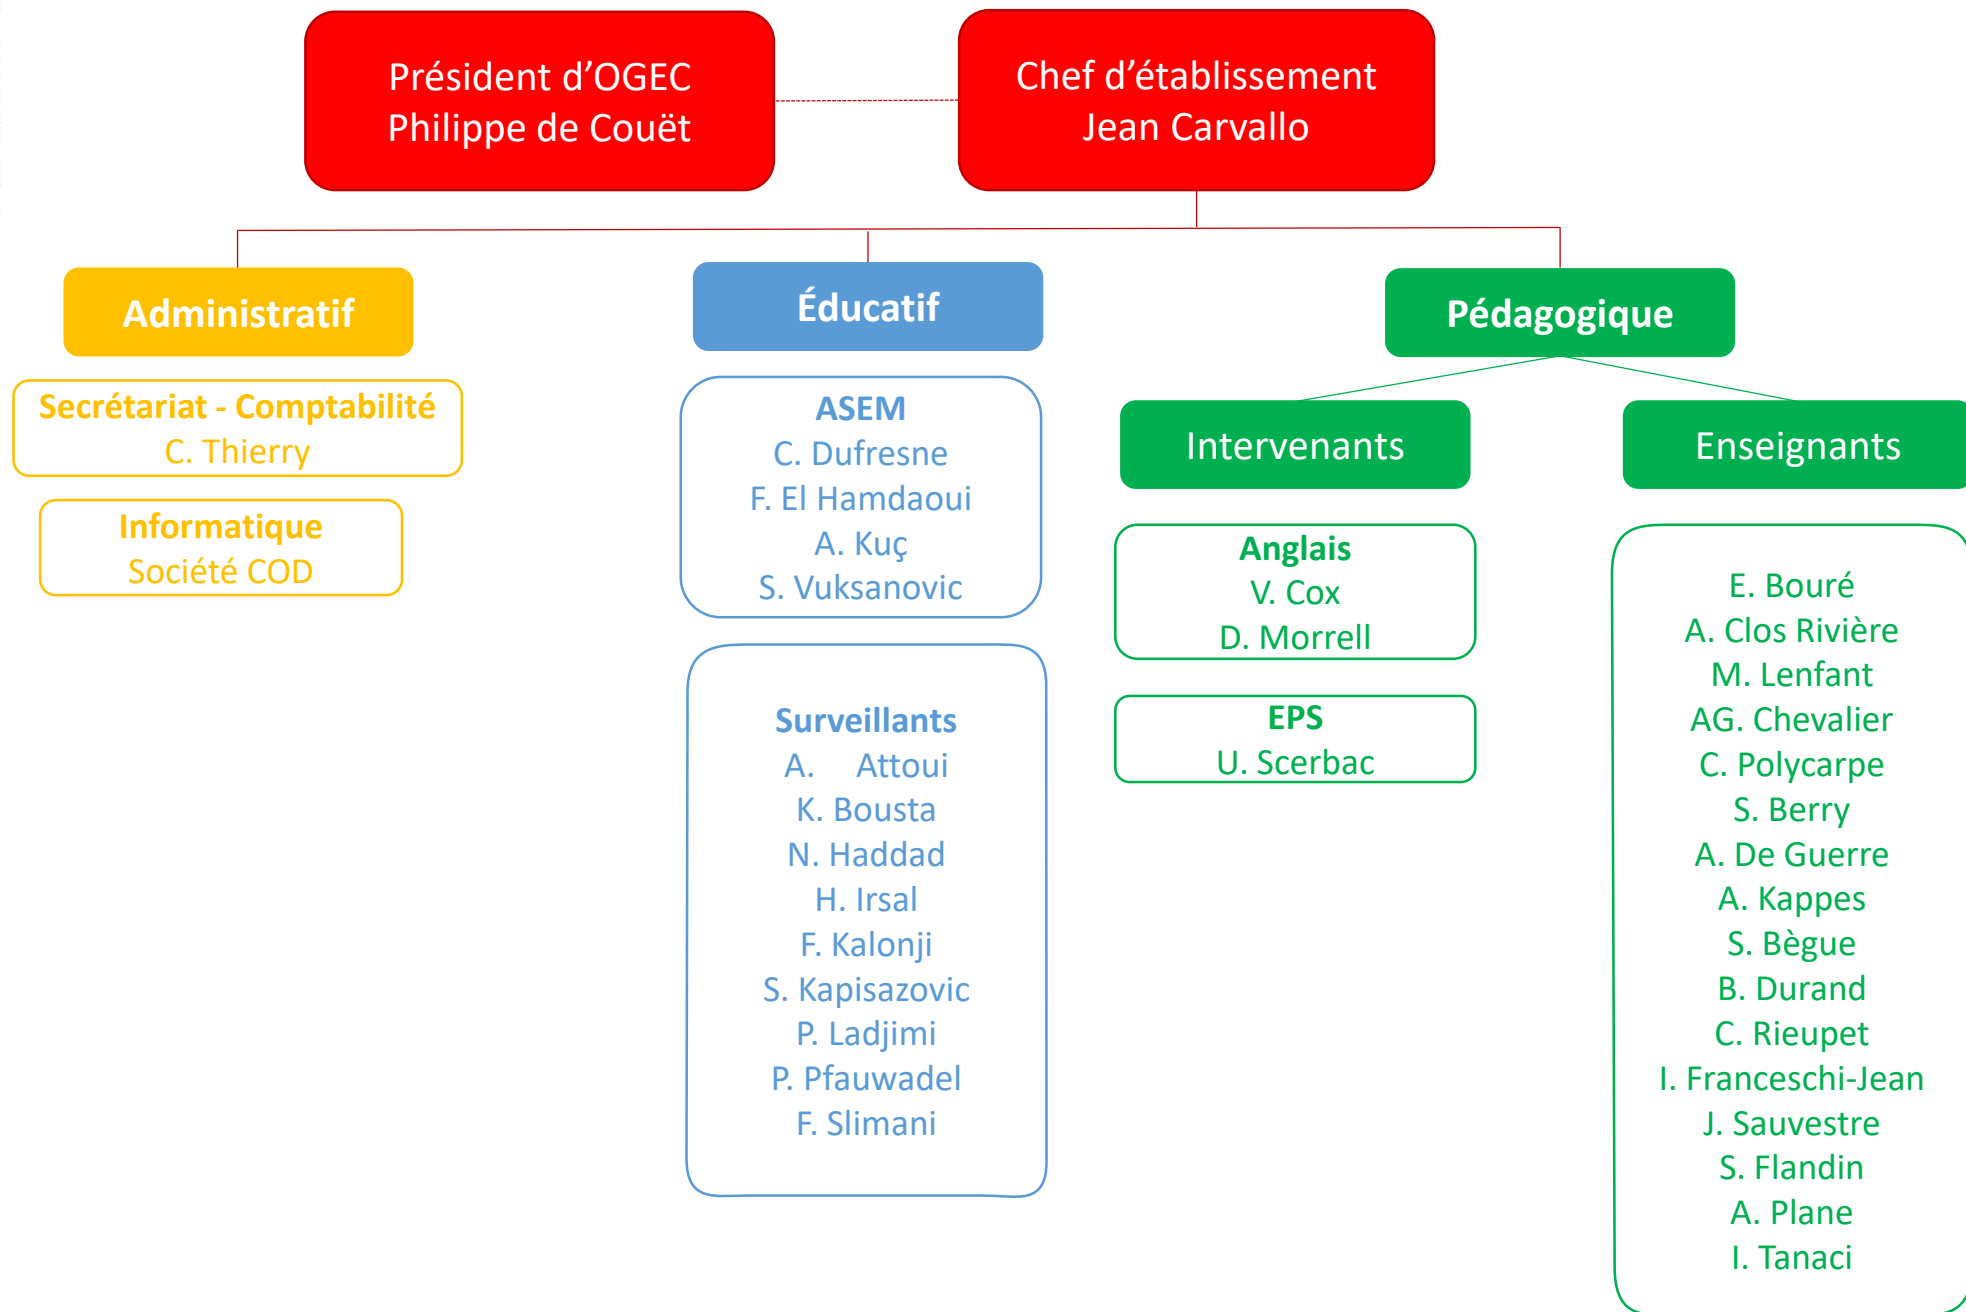 Président d’OGEC
Philippe de Couët
Chef d’établissement
Jean Carvallo
Administratif
Secrétariat - Comptabilité
C. Thierry
Informatique
Société COD
Éducatif
ASEM
C. Dufresne
F. El Hamdaoui
A. Kuç
S. Vuksanovic
Surveillants
A. Attoui
K. Bousta
N. Haddad
H. Irsal
F. Kalonji
S. Kapisazovic
P. Ladjimi
P. Pfauwadel
F. Slimani
Pédagogique
Intervenants
Anglais
V. Cox
D. Morrell
EPS
U. Scerbac
Enseignants
E. Bouré
A. Clos Rivière
M. Lenfant
AG. Chevalier
C. Polycarpe
S. Berry
A. De Guerre
A. Kappes
S. Bègue
B. Durand
C. Rieupet
I. Franceschi-Jean
J. Sauvestre
S. Flandin
A. Plane
I. Tanaci